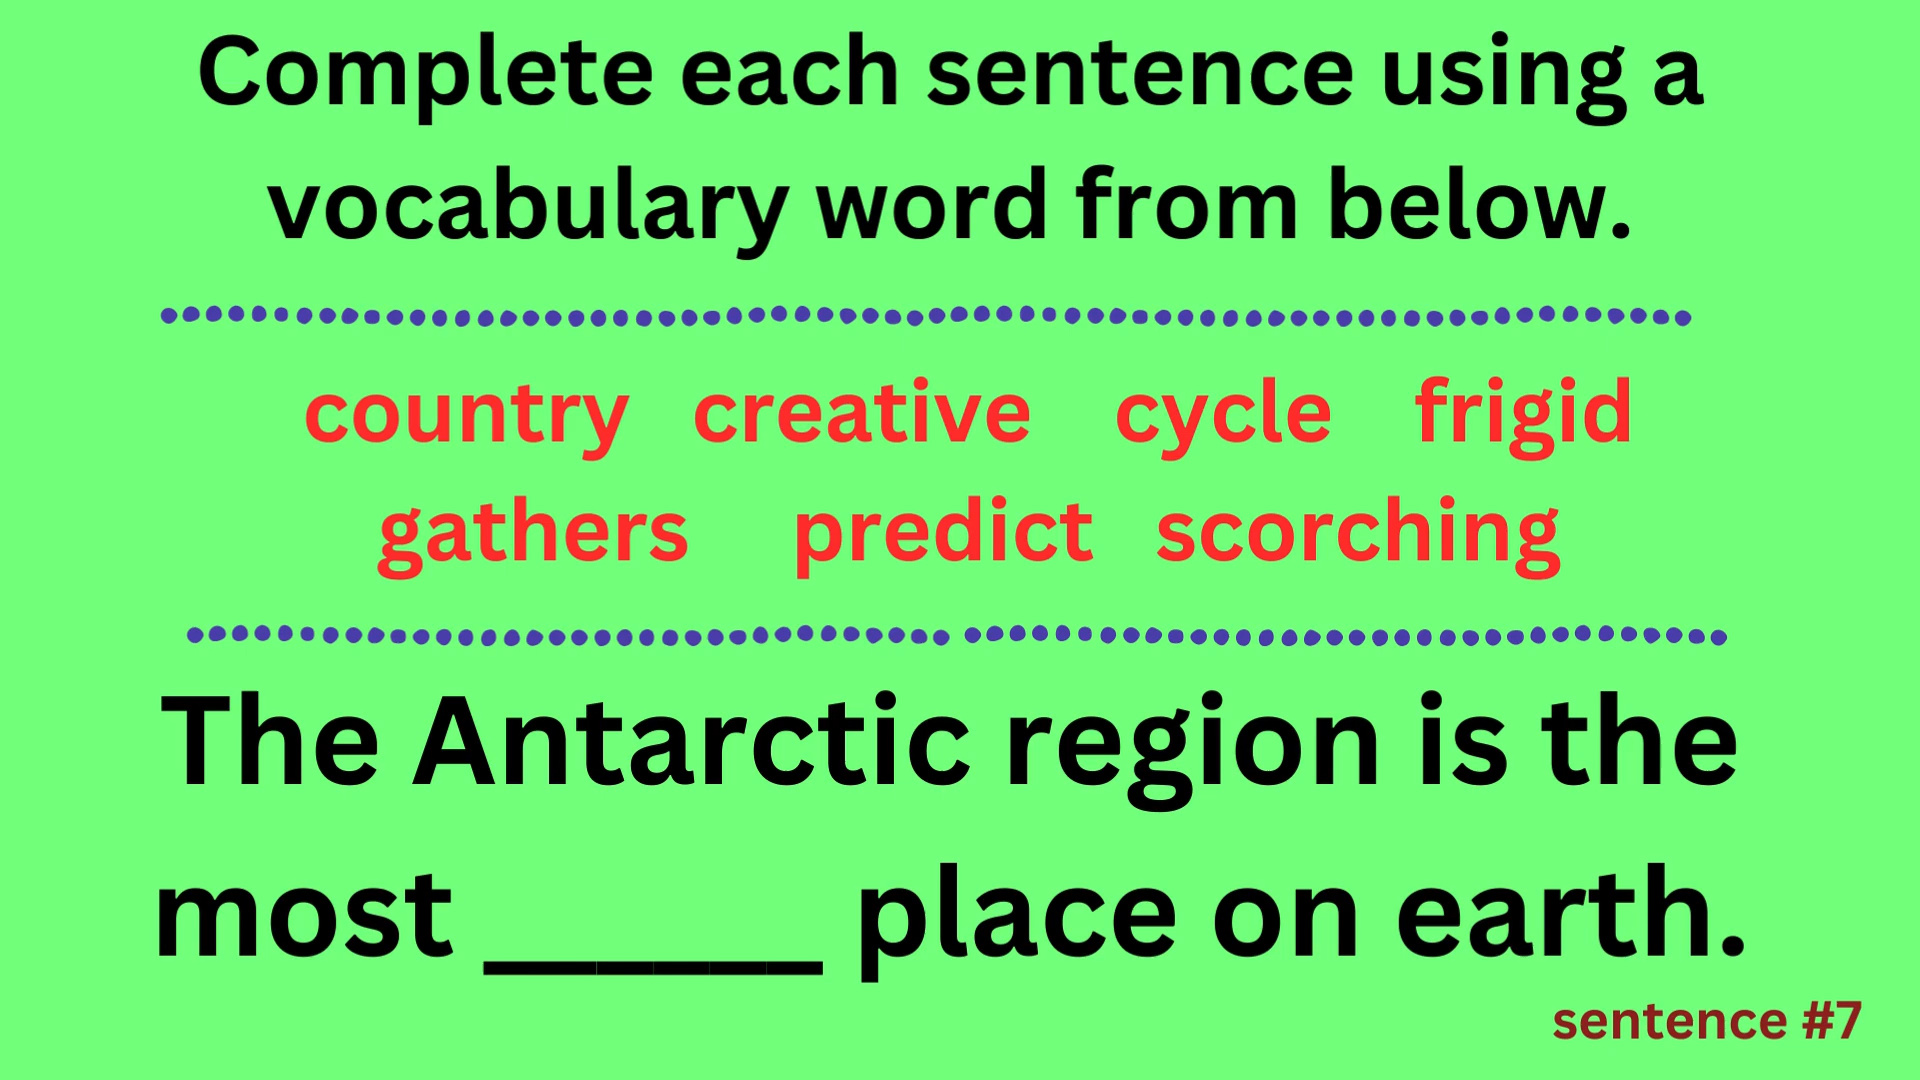 Complete each sentence using a
vocabulary word from below.
country creative cycle frigid
gathers predict scorching
The Antarctic region is the
most ______ place on earth.
sentence #7